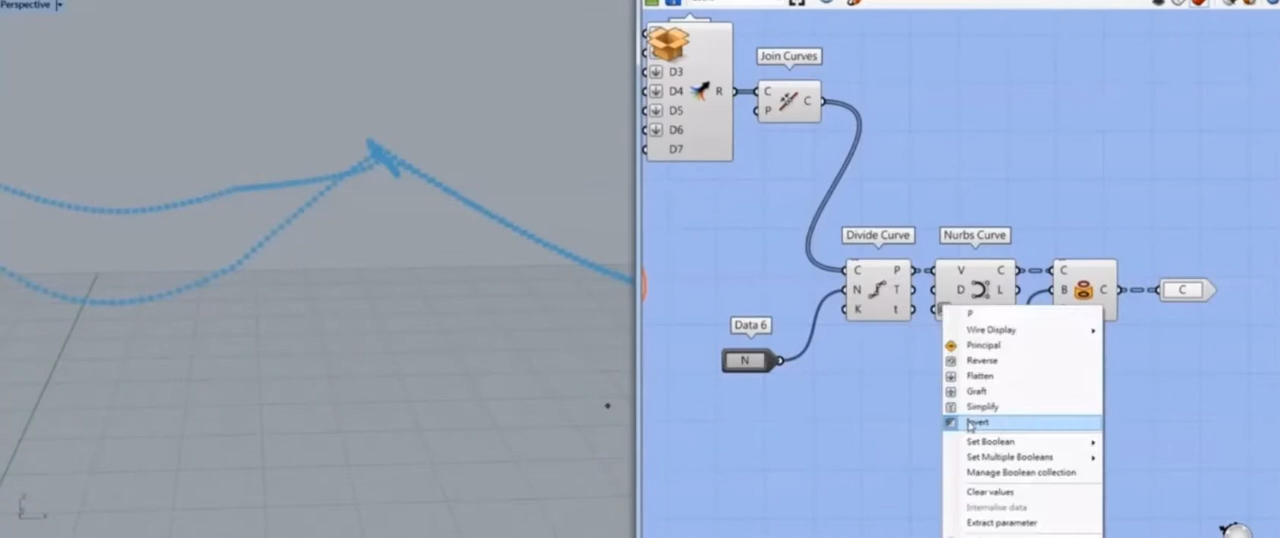 Perspective
D3
D4 R
D5
D6
D7
Join Curves
C C
P
Divide Curve
C P
N T
K t
Nurbs Curve
V C
D L
C
B C
C
Data 6
N
P
Wire Display
Principal
Reverse
Flatten
Graft
Simplify
Invert
Set Boolean
Set Multiple Booleans
Manage Boolean collection
Clear values
Internalise data
Extract parameter